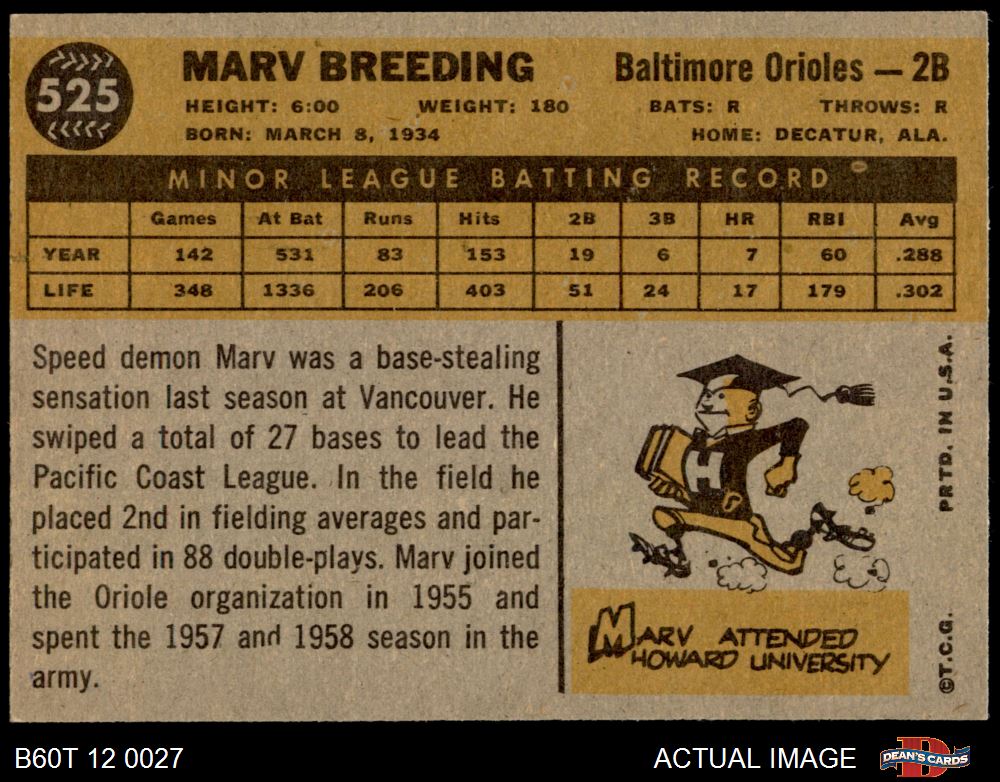 525
MARV BREEDING
Baltimore Orioles — 2B
HEIGHT: 6:00 WEIGHT: 180 BATS: R THROWS: R
BORN: MARCH 8, 1934 HOME: DECATUR, ALA.
MINOR LEAGUE BATTING RECORD
Games At Bat Runs Hits 2B 3B HR RBI Avg
YEAR 142 531 83 153 19 6 7 60 .288
LIFE 348 1336 206 403 51 24 17 179 .302
Speed demon Marv was a base-stealing
sensation last season at Vancouver. He
swiped a total of 27 bases to lead the
Pacific Coast League. In the field he
placed 2nd in fielding averages and par-
ticipated in 88 double-plays. Marv joined
the Oriole organization in 1955 and
spent the 1957 and 1958 season in the
army.
H
MARV ATTENDED
HOWARD UNIVERSITY
©T.C.G. PRTD. IN U.S.A.
B60T 12 0027
ACTUAL IMAGE
DEAN'S CARDS